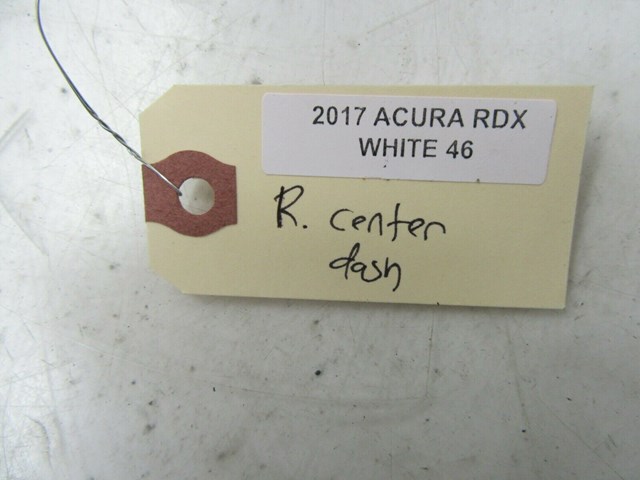 2017 ACURA RDX
WHITE 46
R. center
dash